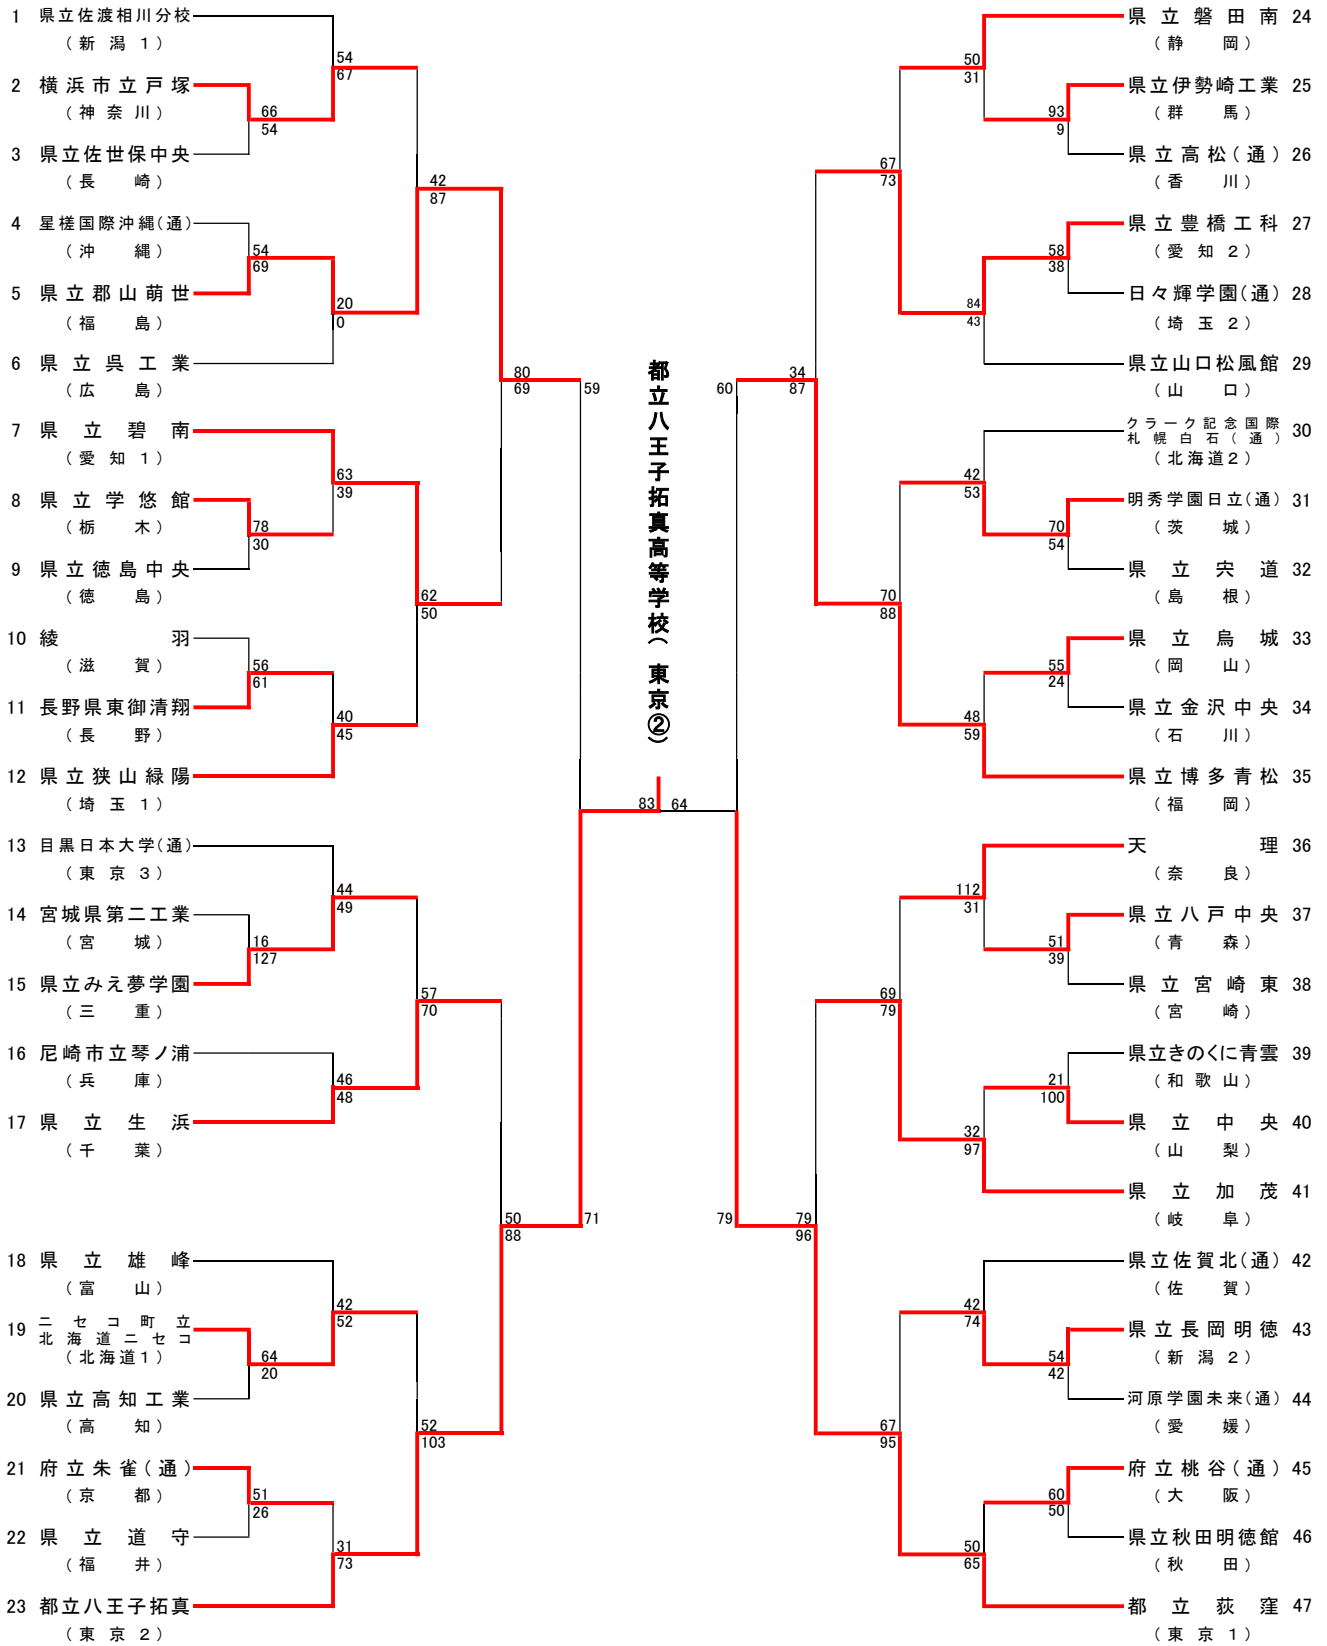 1 県立佐渡相川分校
(新潟1)
2 横浜市立戸塚
(神奈川)
3 県立佐世保中央
(長崎)
4 星槎国際沖縄(通)
(沖縄)
5 県立郡山萌世
(福島)
6 県立呉工業
(広島)
7 県立碧南
(愛知1)
8 県立学悠館
(栃木)
9 県立徳島中央
(徳島)
10 綾羽
(滋賀)
11 長野県東御清翔
(長野)
12 県立狭山緑陽
(埼玉1)
13 目黒日本大学(通)
(東京3)
14 宮城県第二工業
(宮城)
15 県立みえ夢学園
(三重)
16 尼崎市立琴ノ浦
(兵庫)
17 県立生浜
(千葉)
18 県立雄峰
(富山)
19 ニセコ町立
北海道ニセコ
(北海道1)
20 県立高知工業
(高知)
21 府立朱雀(通)
(京都)
22 県立道守
(福井)
23 都立八王子拓真
(東京2)
66
54
54
69
78
30
56
61
16
127
64
20
51
26
54
67
20
0
63
39
40
45
44
49
46
48
42
52
31
73
42
87
62
50
57
70
52
103
80
69
50
88
59
71
都立八王子拓真高等学校(東京②)
83 64
60
79
34
87
79
96
67
73
70
88
69
79
67
95
50
31
84
43
42
53
48
59
112
31
32
97
42
74
50
65
93
9
58
38
70
54
55
24
51
39
21
100
54
42
60
50
県立磐田南 24
(静岡)
県立伊勢崎工業 25
(群馬)
県立高松(通) 26
(香川)
県立豊橋工科 27
(愛知2)
日々輝学園(通) 28
(埼玉2)
県立山口松風館 29
(山口)
クラーク記念国際
札幌白石(通) 30
(北海道2)
明秀学園日立(通) 31
(茨城)
県立宍道 32
(島根)
県立烏城 33
(岡山)
県立金沢中央 34
(石川)
県立博多青松 35
(福岡)
天理 36
(奈良)
県立八戸中央 37
(青森)
県立宮崎東 38
(宮崎)
県立きのくに青雲 39
(和歌山)
県立中央 40
(山梨)
県立加茂 41
(岐阜)
県立佐賀北(通) 42
(佐賀)
県立長岡明徳 43
(新潟2)
河原学園未来(通) 44
(愛媛)
府立桃谷(通) 45
(大阪)
県立秋田明徳館 46
(秋田)
都立荻窪 47
(東京1)